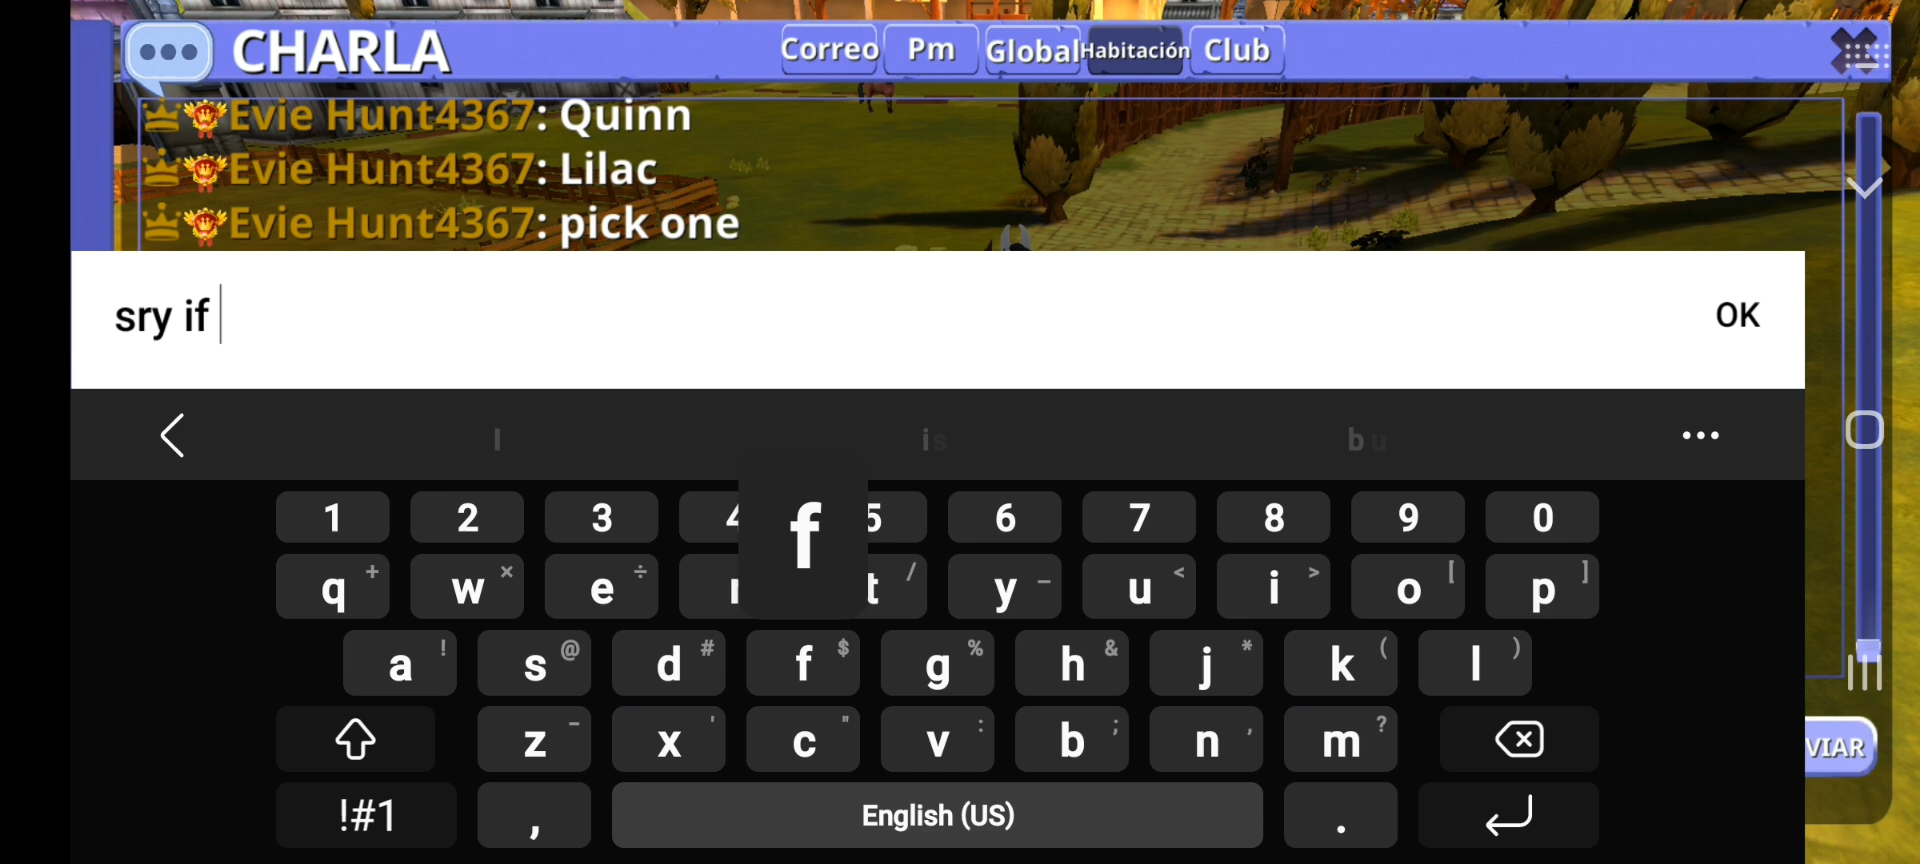 CHARLA
Correo Pm Global Habitación Club
Evie Hunt4367: Quinn
Evie Hunt4367: Lilac
Evie Hunt4367: pick one
sry if
OK
I is bu
1 2 3 4 5 6 7 8 9 0
q + w × e ÷ t / y – u < i > o [ p ]
f
a ! s @ d # f $ g % h & j * k ( l )
z - x ' c " v : b ; n , m ?
VIAR
!#1 , English (US) .